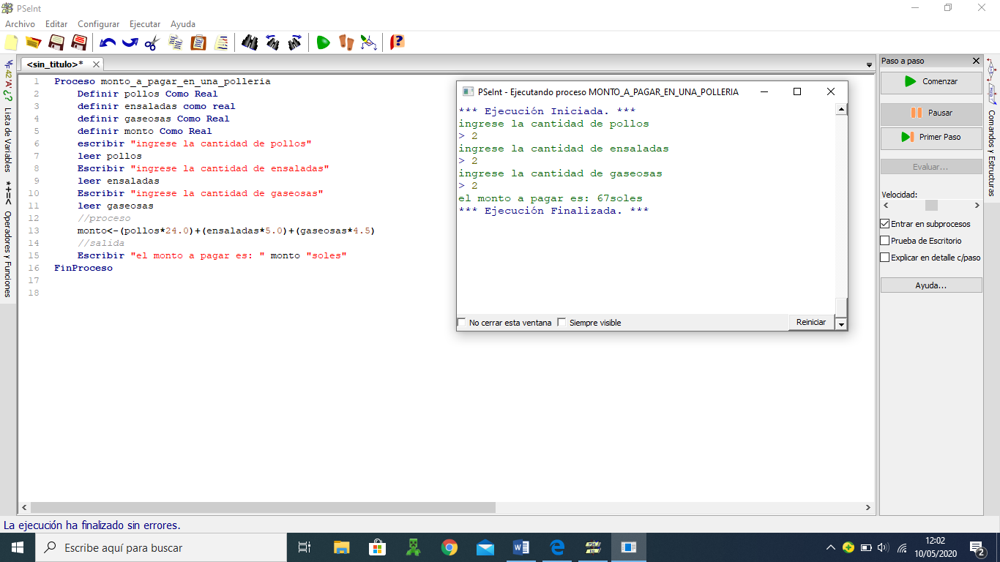 PSeInt
Archivo Editar Configurar Ejecutar Ayuda
<sin_titulo>*
1 Proceso monto_a_pagar_en_una_polleria
2 Definir pollos Como Real
3 definir ensaladas como real
4 definir gaseosas Como Real
5 definir monto Como Real
6 escribir "ingrese la cantidad de pollos"
7 leer pollos
8 Escribir "ingrese la cantidad de ensaladas"
9 leer ensaladas
10 Escribir "ingrese la cantidad de gaseosas"
11 leer gaseosas
12 //proceso
13 monto<-(pollos*24.0)+(ensaladas*5.0)+(gaseosas*4.5)
14 //salida
15 Escribir "el monto a pagar es: " monto "soles"
16 FinProceso
17
18
42 'A' ¿?
Lista de Variables
*+=<
Operadores y Funciones
PSeInt - Ejecutando proceso MONTO_A_PAGAR_EN_UNA_POLLERIA
*** Ejecución Iniciada. ***
ingrese la cantidad de pollos
> 2
ingrese la cantidad de ensaladas
> 2
ingrese la cantidad de gaseosas
> 2
el monto a pagar es: 67soles
*** Ejecución Finalizada. ***
No cerrar esta ventana Siempre visible Reiniciar
Paso a paso
Comenzar
Pausar
Primer Paso
Evaluar...
Velocidad:
Entrar en subprocesos
Prueba de Escritorio
Explicar en detalle c/paso
Ayuda...
Comandos y Estructuras
La ejecución ha finalizado sin errores.
Escribe aquí para buscar
12:02
10/05/2020
2